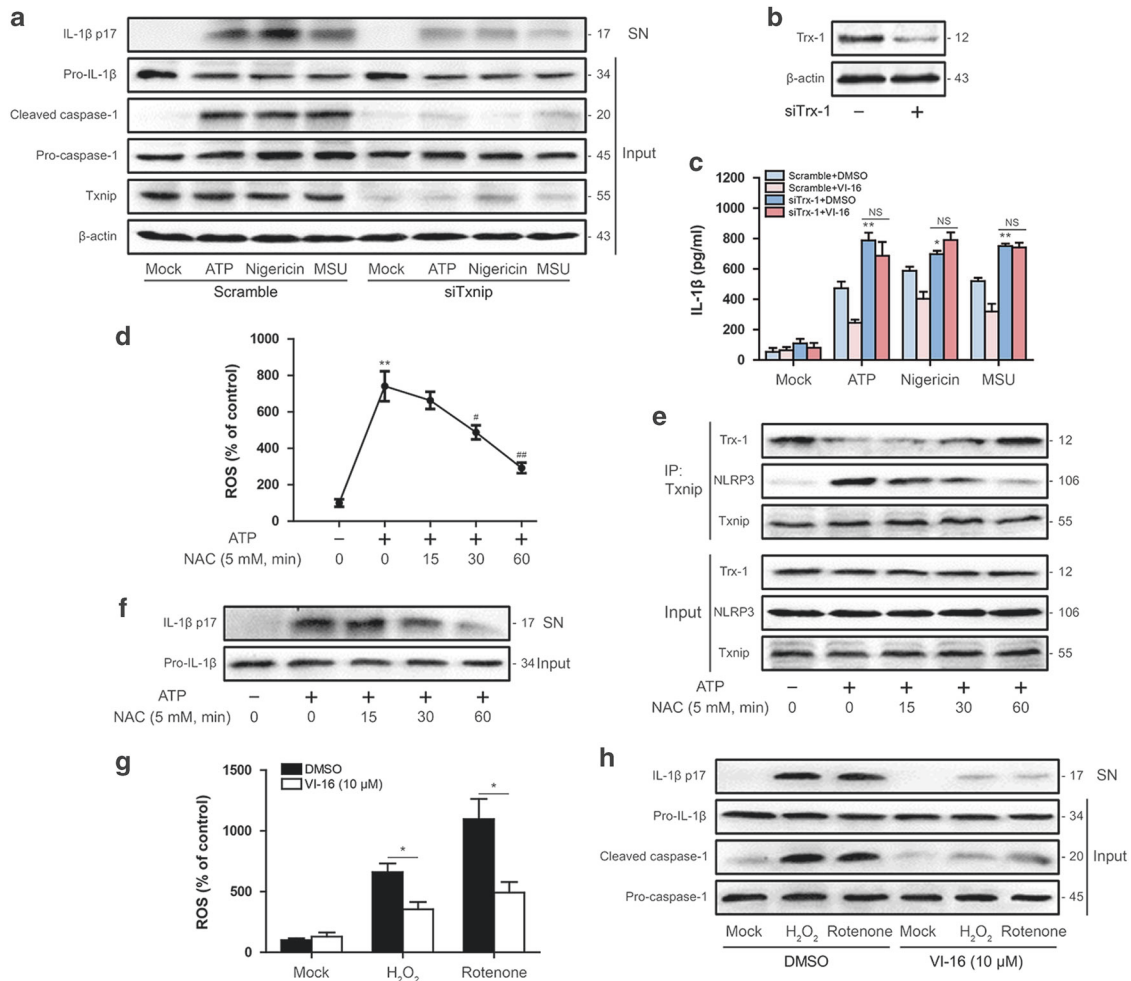 a
IL-1β p17
- 17 SN
Pro-IL-1β
- 34
Cleaved caspase-1
- 20
Pro-caspase-1
- 45
Input
Txnip
- 55
β-actin
- 43
Mock ATP Nigericin MSU Mock ATP Nigericin MSU
Scramble siTxnip
b
Trx-1
- 12
β-actin
- 43
siTrx-1 – +
c
Scramble+DMSO
Scramble+VI-16
siTrx-1+DMSO
siTrx-1+VI-16
IL-1β (pg/ml)
1200
1000
800
600
400
200
0
NS
**
NS
*
NS
**
Mock ATP Nigericin MSU
d
ROS (% of control)
1000
800
600
400
200
0
**
#
##
ATP – + + + +
NAC (5 mM, min) 0 0 15 30 60
e
IP:
Txnip
Trx-1 - 12
NLRP3 - 106
Txnip - 55
Input
Trx-1 - 12
NLRP3 - 106
Txnip - 55
ATP – + + + +
NAC (5 mM, min) 0 0 15 30 60
f
IL-1β p17 - 17 SN
Pro-IL-1β - 34 Input
ATP – + + + +
NAC (5 mM, min) 0 0 15 30 60
g
DMSO
VI-16 (10 μM)
ROS (% of control)
1500
1000
500
0
*
*
Mock H₂O₂ Rotenone
h
IL-1β p17 - 17 SN
Pro-IL-1β - 34
Cleaved caspase-1 - 20 Input
Pro-caspase-1 - 45
Mock H₂O₂ Rotenone Mock H₂O₂ Rotenone
DMSO VI-16 (10 μM)